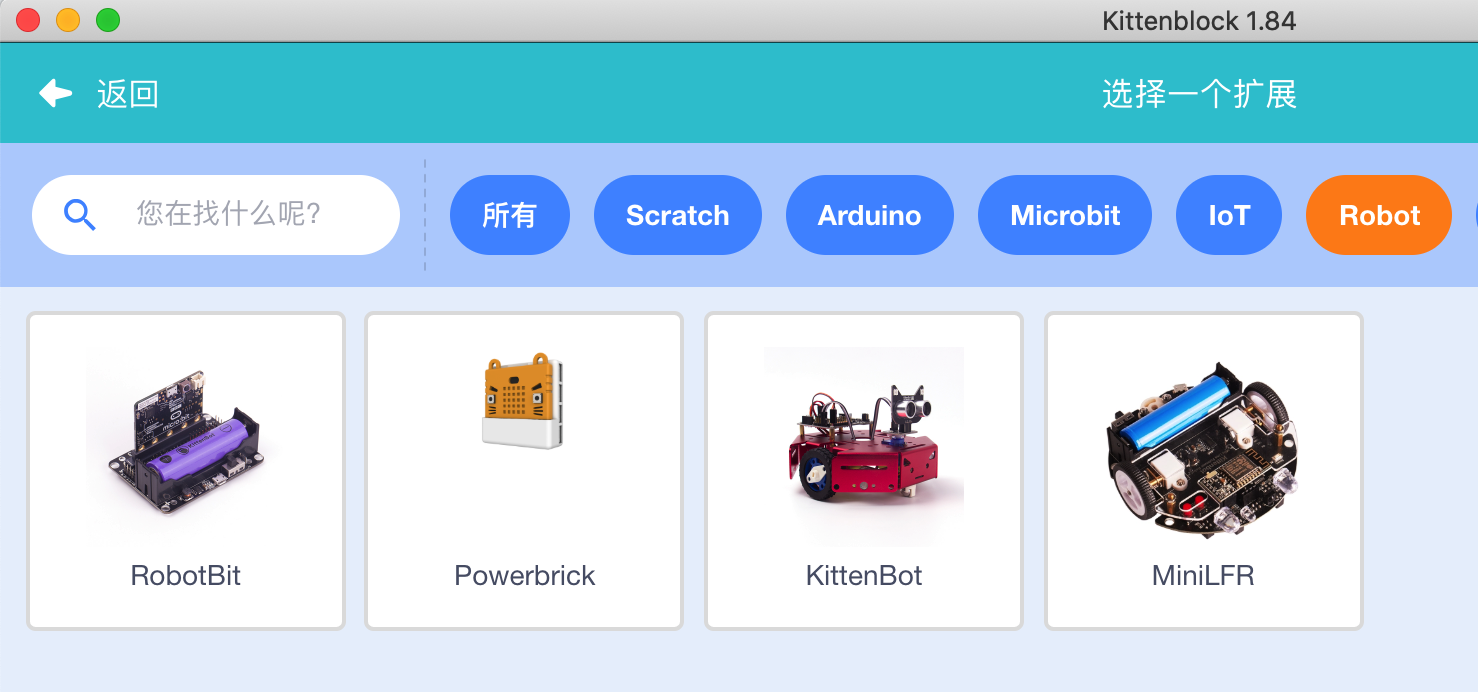 Kittenblock 1.84
返回
选择一个扩展
您在找什么呢?
所有
Scratch
Arduino
Microbit
IoT
Robot
RobotBit
Powerbrick
KittenBot
MiniLFR